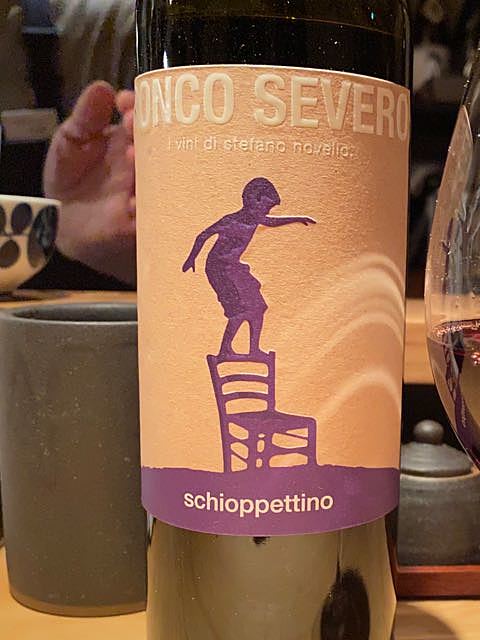 ONCO SEVERO
i vini di stefano novello.
schioppettino